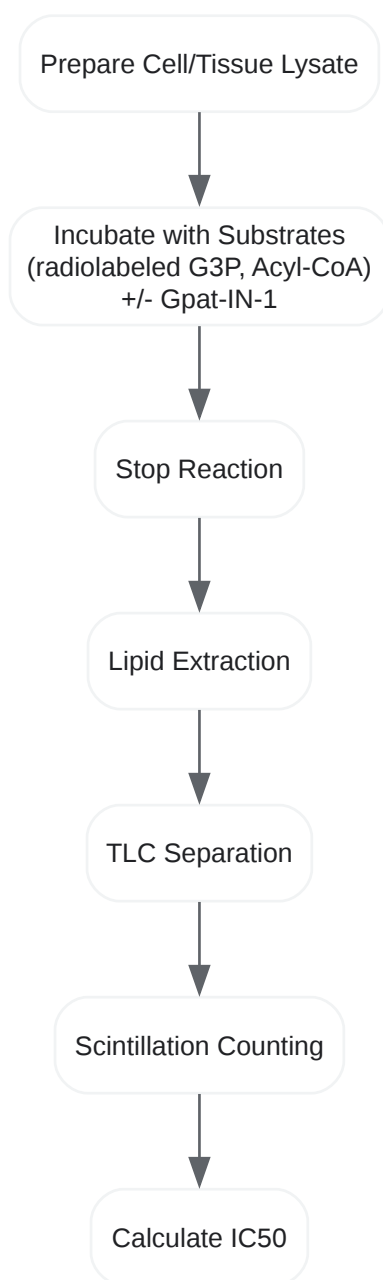 Prepare Cell/Tissue Lysate
Incubate with Substrates
(radiolabeled G3P, Acyl-CoA)
+/- Gpat-IN-1
Stop Reaction
Lipid Extraction
TLC Separation
Scintillation Counting
Calculate IC50